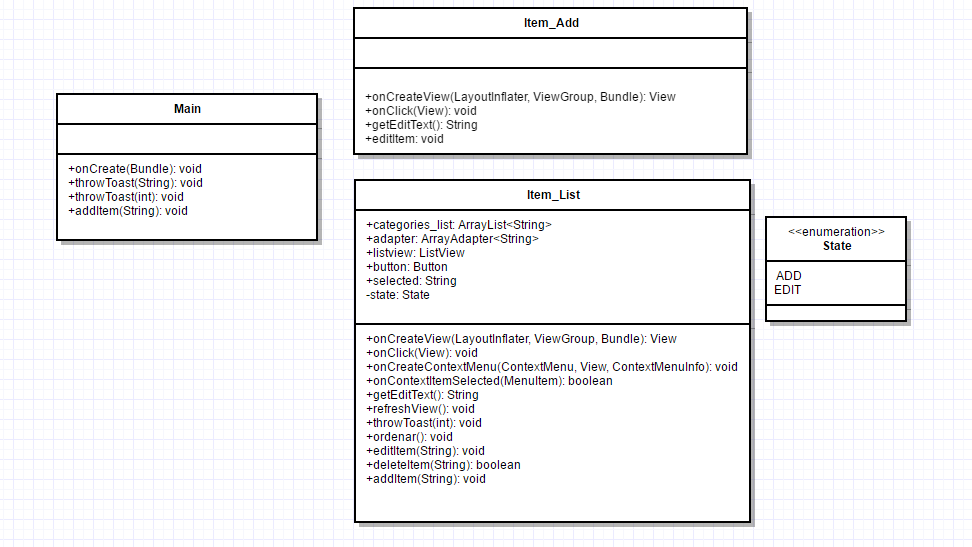 Item_Add
+onCreateView(LayoutInflater, ViewGroup, Bundle): View
+onClick(View): void
+getEditText(): String
+editItem: void
Main
+onCreate(Bundle): void
+throwToast(String): void
+throwToast(int): void
+addItem(String): void
Item_List
+categories_list: ArrayList<String>
+adapter: ArrayAdapter<String>
+listview: ListView
+button: Button
+selected: String
-state: State
+onCreateView(LayoutInflater, ViewGroup, Bundle): View
+onClick(View): void
+onCreateContextMenu(ContextMenu, View, ContextMenuInfo): void
+onContextItemSelected(MenuItem): boolean
+getEditText(): String
+refreshView(): void
+throwToast(int): void
+ordenar(): void
+editItem(String): void
+deleteItem(String): boolean
+addItem(String): void
<<enumeration>>
State
ADD
EDIT